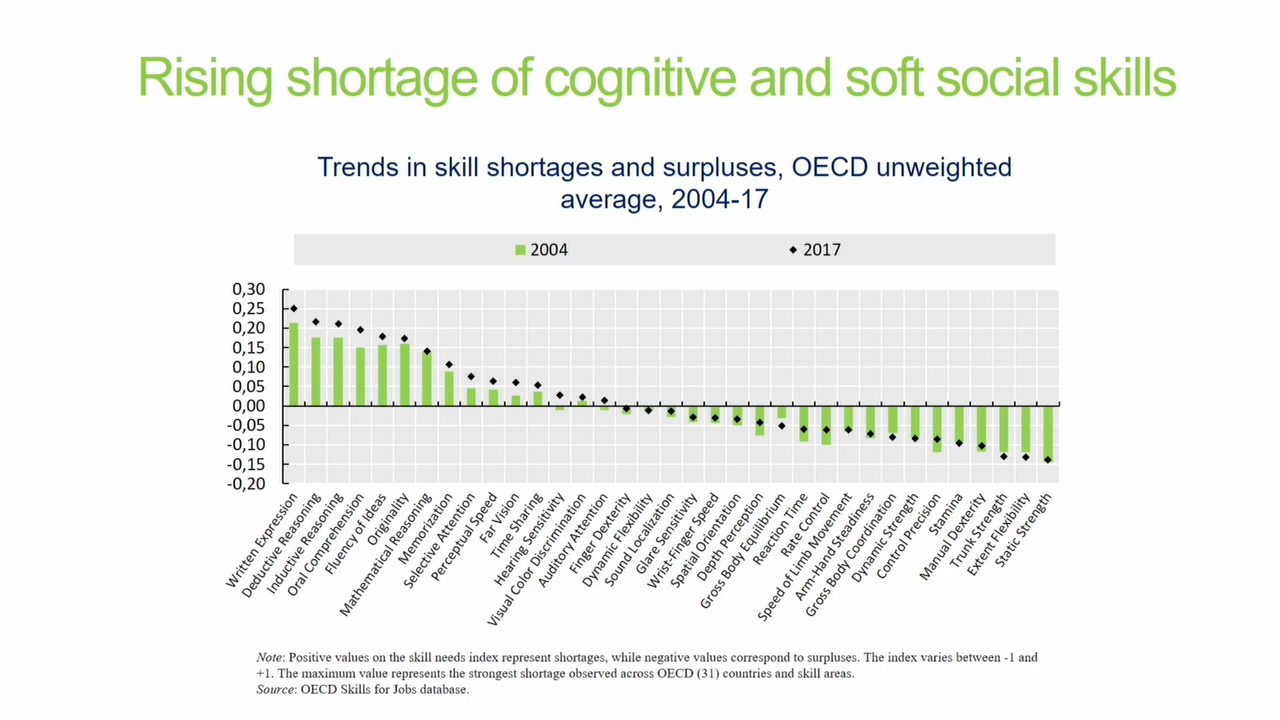 Rising shortage of cognitive and soft social skills
Trends in skill shortages and surpluses, OECD unweighted
average, 2004-17
2004
2017
0,30
0,25
0,20
0,15
0,10
0,05
0,00
-0,05
-0,10
-0,15
-0,20
Written Expression
Deductive Reasoning
Inductive Reasoning
Oral Comprehension
Fluency of Ideas
Originality
Mathematical Reasoning
Memorization
Selective Attention
Perceptual Speed
Far Vision
Time Sharing
Hearing Sensitivity
Visual Color Discrimination
Auditory Attention
Finger Dexterity
Dynamic Flexibility
Sound Localization
Glare Sensitivity
Wrist-Finger Speed
Spatial Orientation
Depth Perception
Gross Body Equilibrium
Reaction Time
Rate Control
Speed of Limb Movement
Arm-Hand Steadiness
Gross Body Coordination
Dynamic Strength
Control Precision
Stamina
Manual Dexterity
Trunk Strength
Extent Flexibility
Static Strength
Note: Positive values on the skill needs index represent shortages, while negative values correspond to surpluses. The index varies between -1 and
+1. The maximum value represents the strongest shortage observed across OECD (31) countries and skill areas.
Source: OECD Skills for Jobs database.